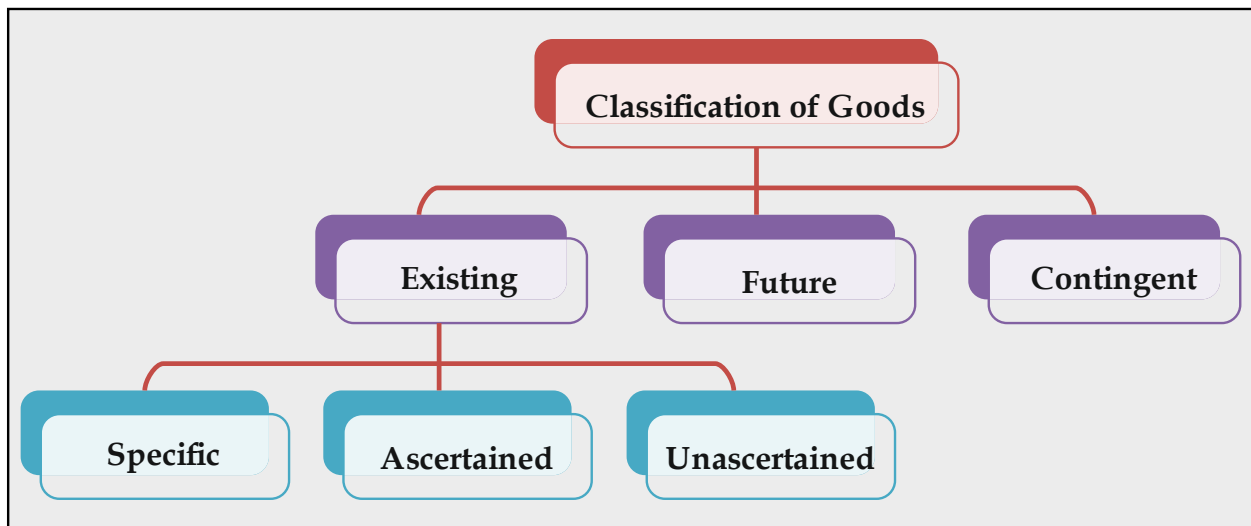 Classification of Goods
Existing
Future
Contingent
Specific
Ascertained
Unascertained